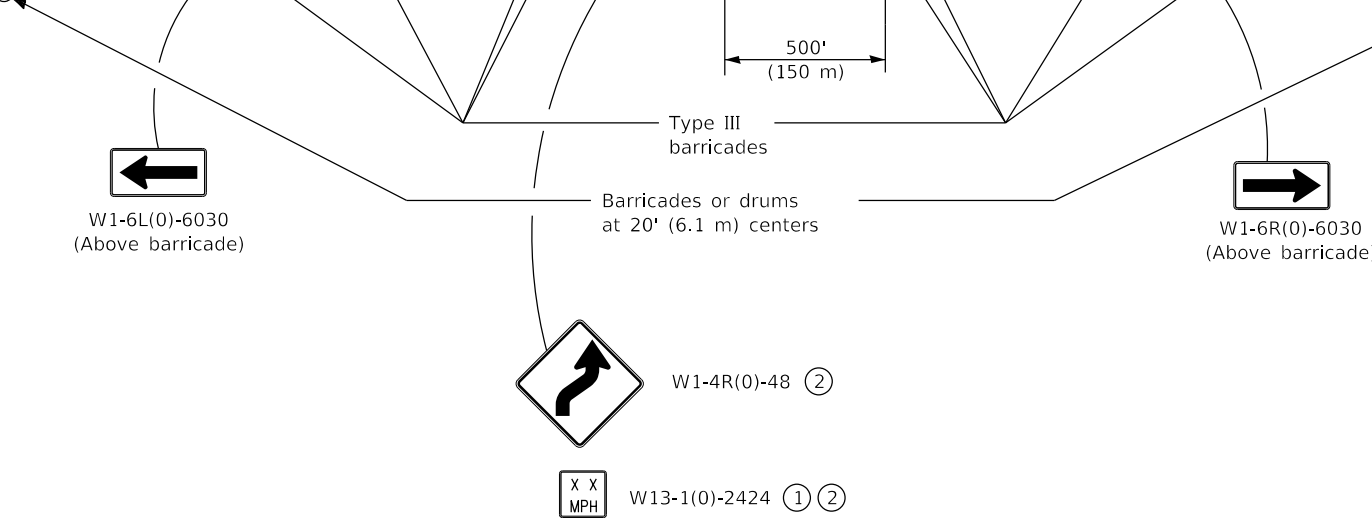 500'
(150 m)
Type III
barricades
Barricades or drums
at 20' (6.1 m) centers
W1-6L(0)-6030
(Above barricade)
W1-6R(0)-6030
(Above barricade)
W1-4R(0)-48 2
X X
MPH
W13-1(0)-2424 1 2